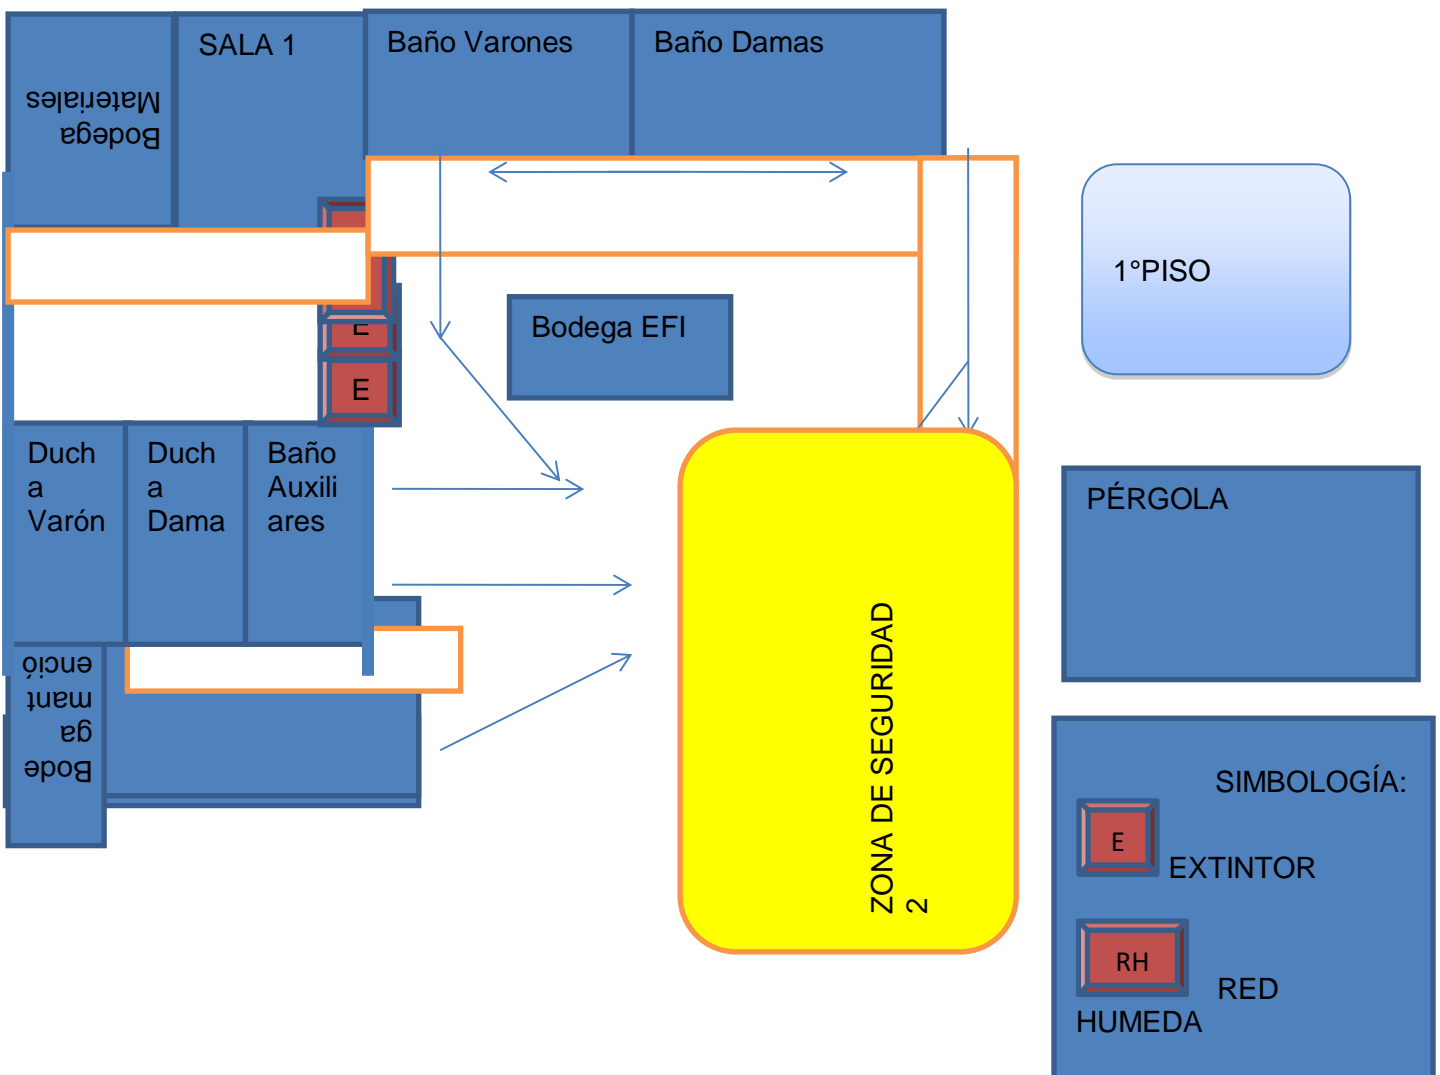 Bodega
Materiales
SALA 1
Baño Varones
Baño Damas
1°PISO
E
Bodega EFI
E
Duch
a
Varón
Duch
a
Dama
Baño
Auxili
ares
PÉRGOLA
Bode
ga
mant
enció
ZONA DE SEGURIDAD
2
SIMBOLOGÍA:
E
EXTINTOR
RH
RED
HUMEDA